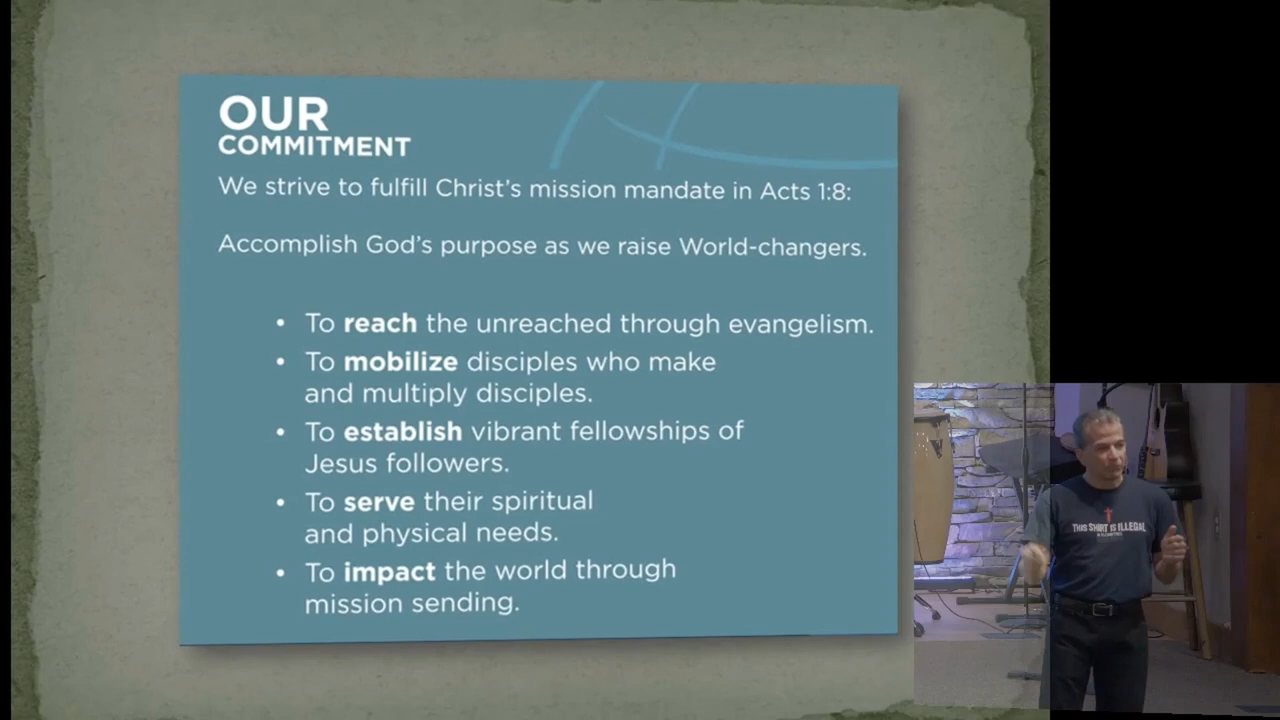 OUR
COMMITMENT
We strive to fulfill Christ's mission mandate in Acts 1:8:
Accomplish God's purpose as we raise World-changers.
• To reach the unreached through evangelism.
• To mobilize disciples who make
and multiply disciples.
• To establish vibrant fellowships of
Jesus followers.
• To serve their spiritual
and physical needs.
• To impact the world through
mission sending.
THIS SHIRT IS ILLEGAL